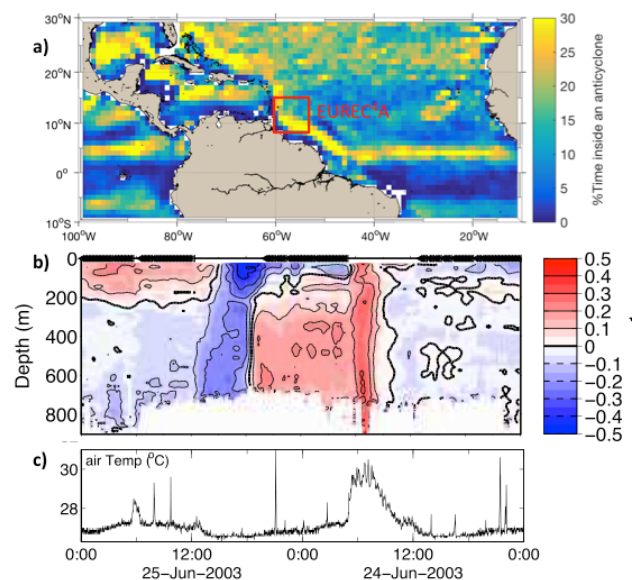 a)
30°N
20°N
10°N
0°
10°S
100°W
80°W
60°W
40°W
20°W
EUREC⁴A
30
25
20
15
10
5
0
%Time inside an anticyclone
b)
0
200
400
600
800
Depth (m)
0.5
0.4
0.3
0.2
0.1
0
−0.1
−0.2
−0.3
−0.4
−0.5
c)
air Temp (°C)
30
28
0:00 12:00 0:00 12:00 0:00
25−Jun−2003 24−Jun−2003